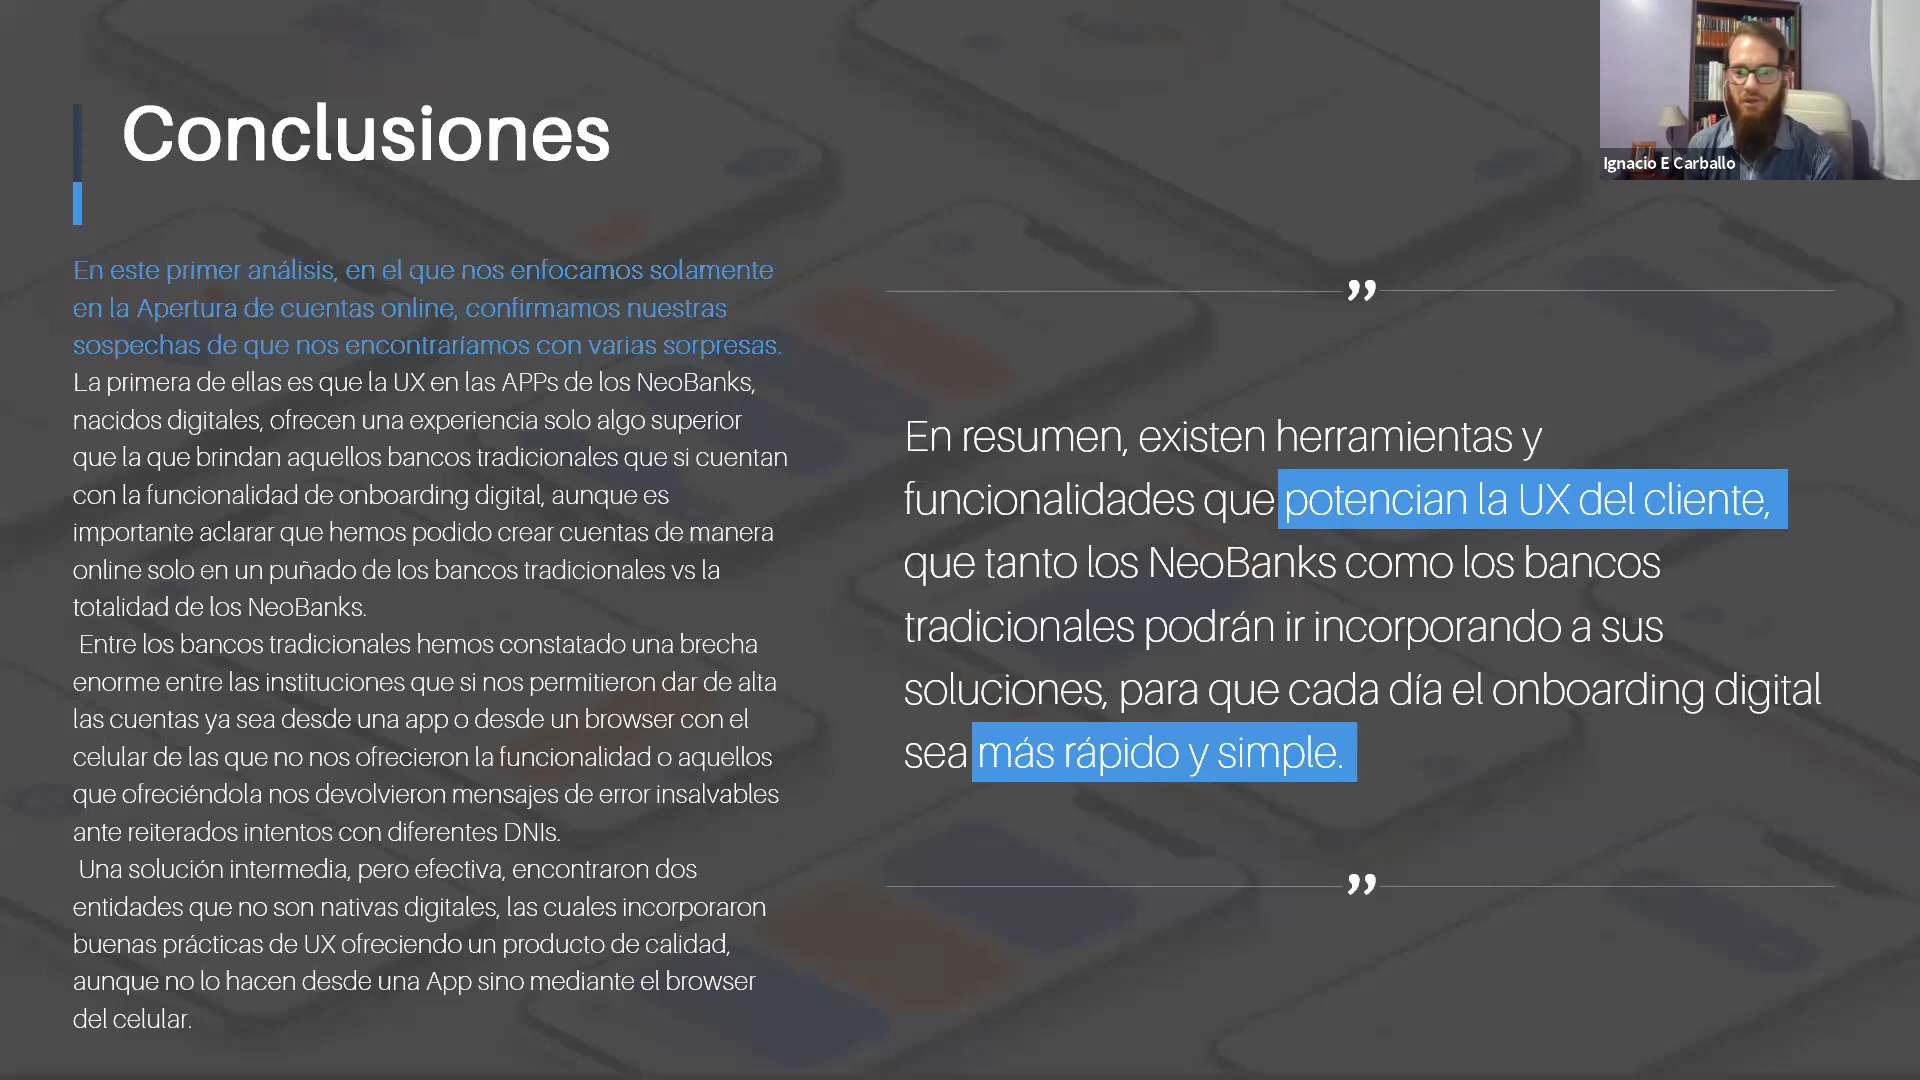 Conclusiones
En este primer análisis, en el que nos enfocamos solamente
en la Apertura de cuentas online, confirmamos nuestras
sospechas de que nos encontraríamos con varias sorpresas.
La primera de ellas es que la UX en las APPs de los NeoBanks,
nacidos digitales, ofrecen una experiencia solo algo superior
que la que brindan aquellos bancos tradicionales que si cuentan
con la funcionalidad de onboarding digital, aunque es
importante aclarar que hemos podido crear cuentas de manera
online solo en un puñado de los bancos tradicionales vs la
totalidad de los NeoBanks.
Entre los bancos tradicionales hemos constatado una brecha
enorme entre las instituciones que si nos permitieron dar de alta
las cuentas ya sea desde una app o desde un browser con el
celular de las que no nos ofrecieron la funcionalidad o aquellos
que ofreciéndola nos devolvieron mensajes de error insalvables
ante reiterados intentos con diferentes DNIs.
Una solución intermedia, pero efectiva, encontraron dos
entidades que no son nativas digitales, las cuales incorporaron
buenas prácticas de UX ofreciendo un producto de calidad,
aunque no lo hacen desde una App sino mediante el browser
del celular.
”
En resumen, existen herramientas y
funcionalidades que potencian la UX del cliente,
que tanto los NeoBanks como los bancos
tradicionales podrán ir incorporando a sus
soluciones, para que cada día el onboarding digital
sea más rápido y simple.
”
Ignacio E Carballo